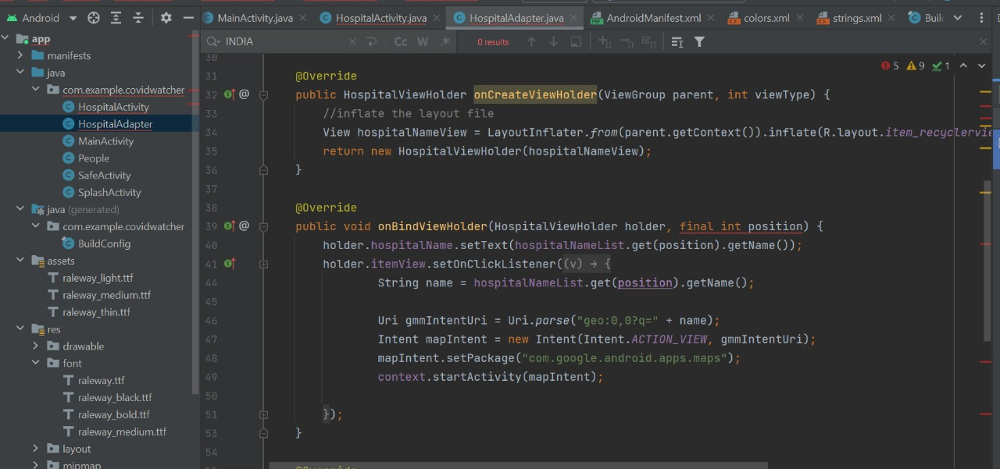 Android
MainActivity.java
HospitalActivity.java
HospitalAdapter.java
AndroidManifest.xml
colors.xml
strings.xml
INDIA
Cc W .*
0 results
app
manifests
java
com.example.covidwatcher
HospitalActivity
HospitalAdapter
MainActivity
People
SafeActivity
SplashActivity
java (generated)
com.example.covidwatcher
BuildConfig
assets
raleway_light.ttf
raleway_medium.ttf
raleway_thin.ttf
res
drawable
font
raleway.ttf
raleway_black.ttf
raleway_bold.ttf
raleway_medium.ttf
layout
mipmap
5 9 1
30
31 @Override
32 @ public HospitalViewHolder onCreateViewHolder(ViewGroup parent, int viewType) {
33 //inflate the layout file
34 View hospitalNameView = LayoutInflater.from(parent.getContext()).inflate(R.layout.item_recyclervie
35 return new HospitalViewHolder(hospitalNameView);
36 }
37
38 @Override
39 @ public void onBindViewHolder(HospitalViewHolder holder, final int position) {
40 holder.hospitalName.setText(hospitalNameList.get(position).getName());
41 holder.itemView.setOnClickListener((v) → {
44 String name = hospitalNameList.get(position).getName();
45
46 Uri gmmIntentUri = Uri.parse("geo:0,0?q=" + name);
47 Intent mapIntent = new Intent(Intent.ACTION_VIEW, gmmIntentUri);
48 mapIntent.setPackage("com.google.android.apps.maps");
49 context.startActivity(mapIntent);
50
51 });
53 }
54